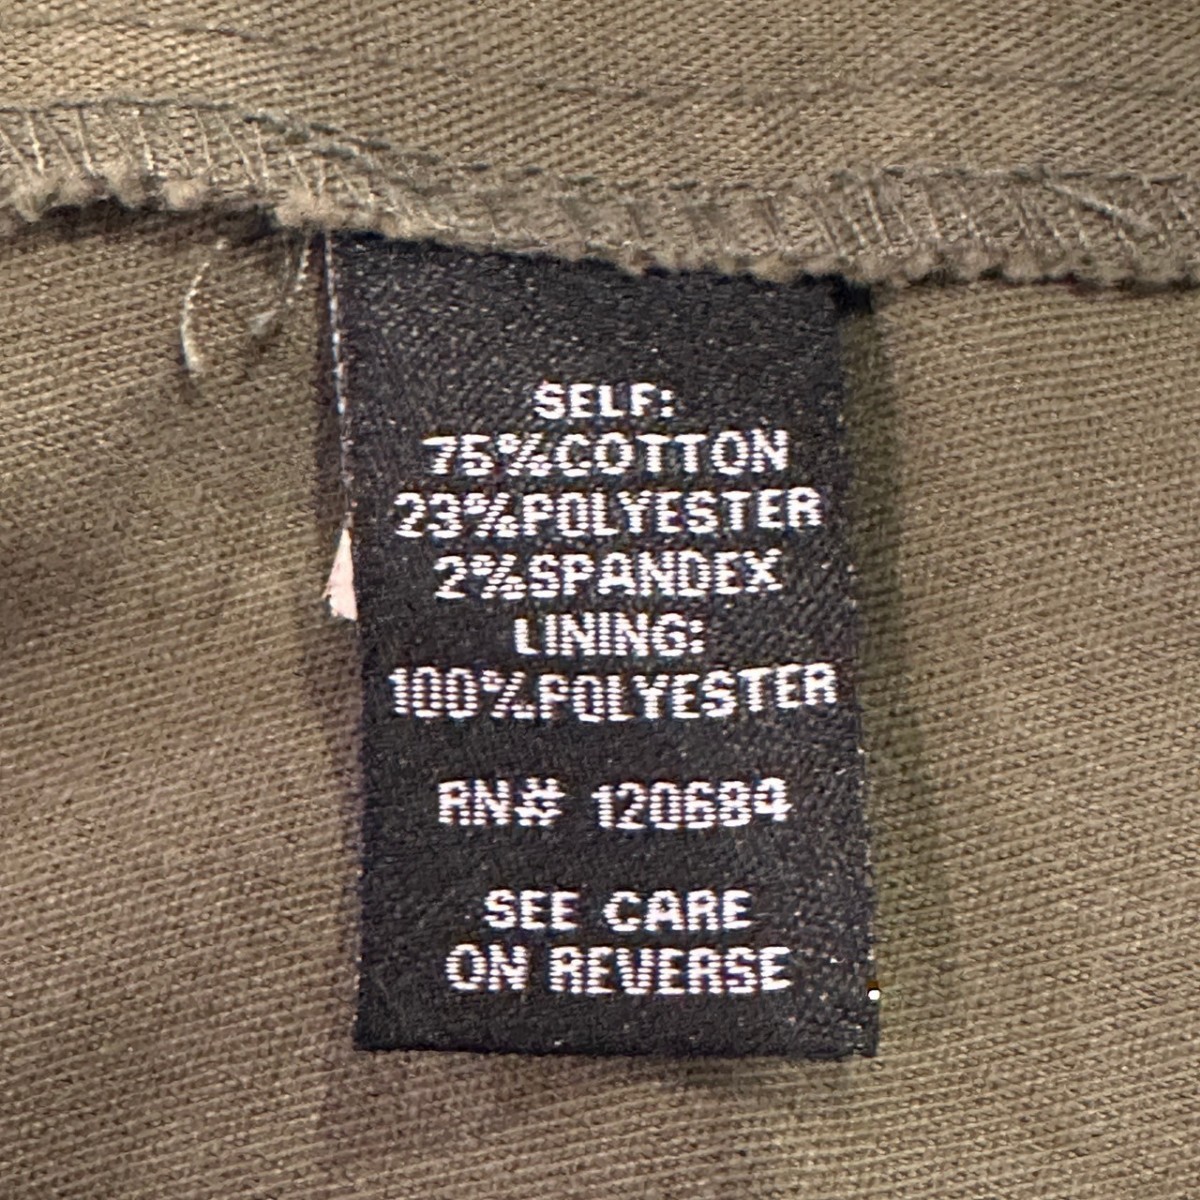 SELF:
75%COTTON
23%POLYESTER
2%SPANDEX
LINING:
100%POLYESTER
RN# 120684
SEE CARE
ON REVERSE